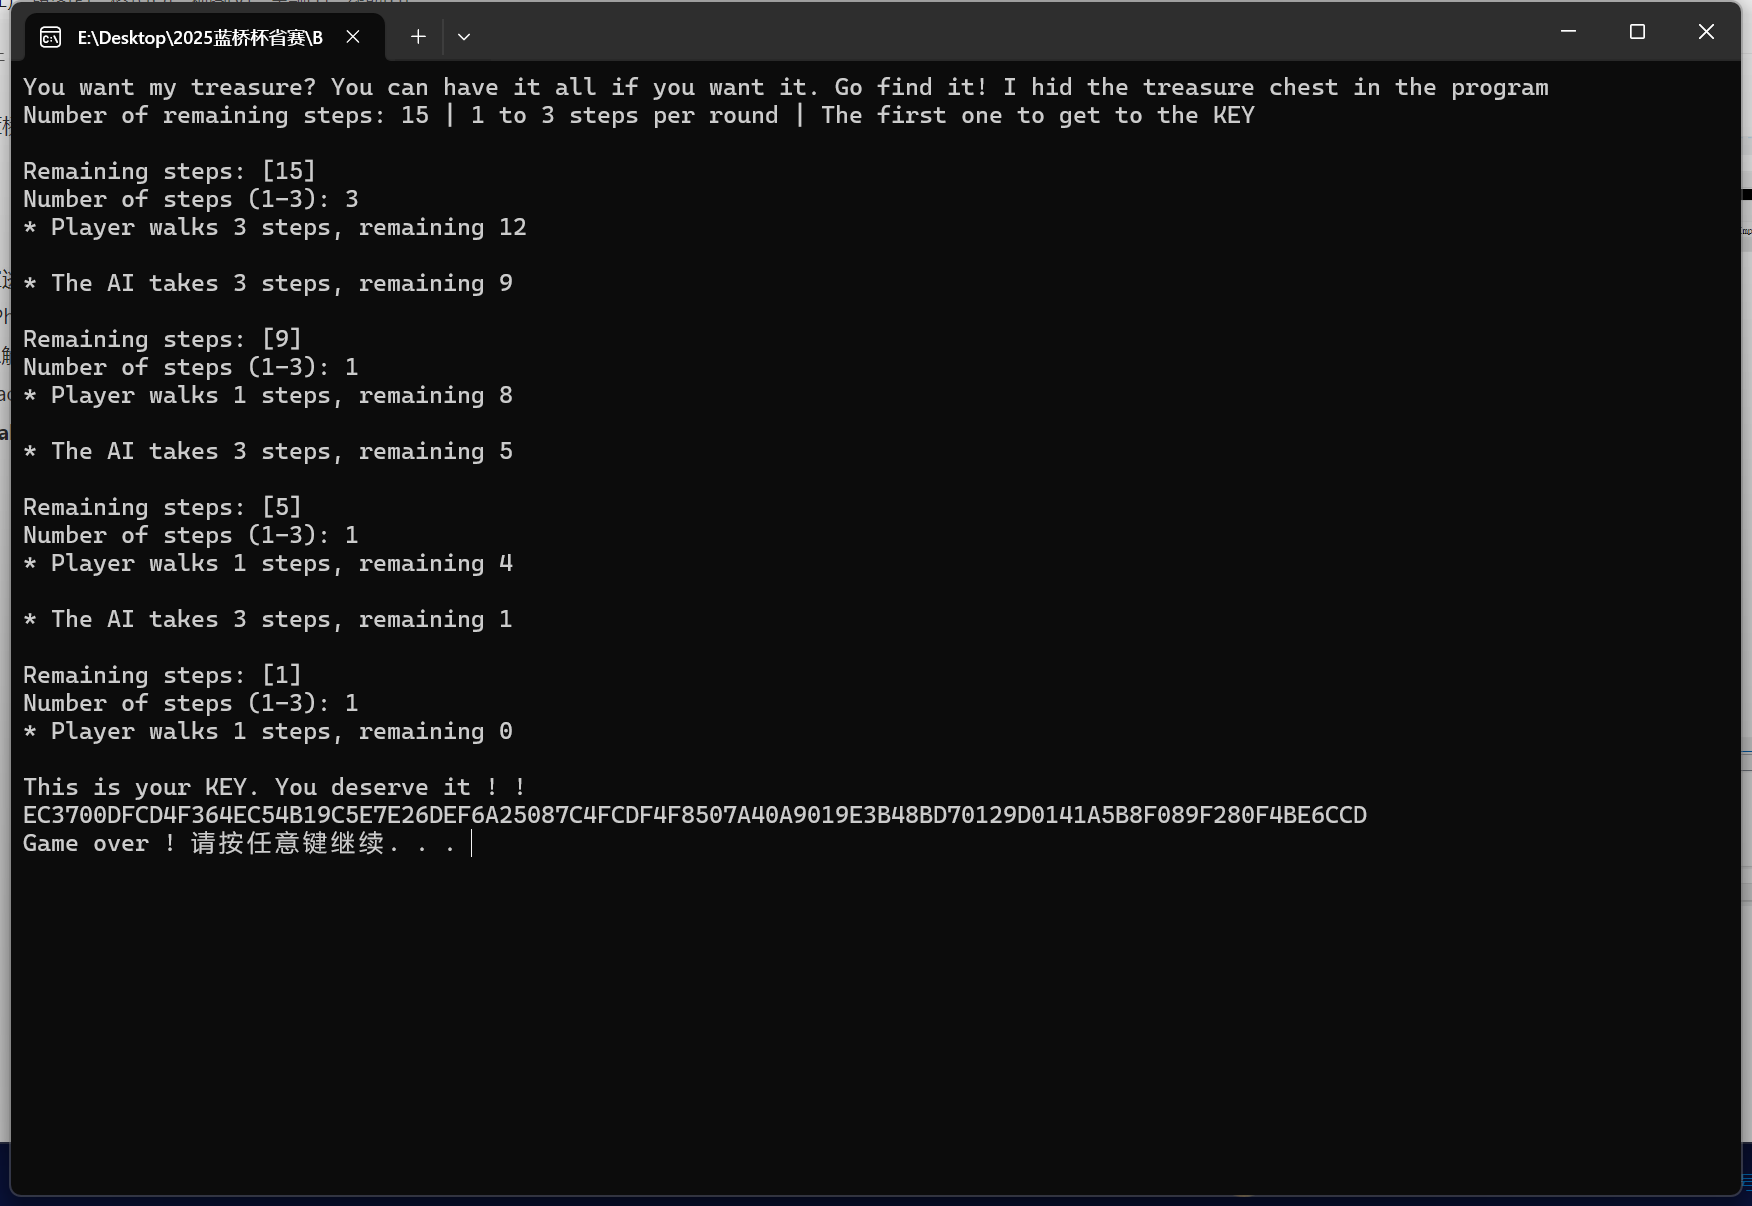 E:\Desktop\2025蓝桥杯省赛\B
You want my treasure? You can have it all if you want it. Go find it! I hid the treasure chest in the program
Number of remaining steps: 15 | 1 to 3 steps per round | The first one to get to the KEY
Remaining steps: [15]
Number of steps (1-3): 3
* Player walks 3 steps, remaining 12
* The AI takes 3 steps, remaining 9
Remaining steps: [9]
Number of steps (1-3): 1
* Player walks 1 steps, remaining 8
* The AI takes 3 steps, remaining 5
Remaining steps: [5]
Number of steps (1-3): 1
* Player walks 1 steps, remaining 4
* The AI takes 3 steps, remaining 1
Remaining steps: [1]
Number of steps (1-3): 1
* Player walks 1 steps, remaining 0
This is your KEY. You deserve it ! !
EC3700DFCD4F364EC54B19C5E7E26DEF6A25087C4FCDF4F8507A40A9019E3B48BD70129D0141A5B8F089F280F4BE6CCD
Game over ! 请按任意键继续. . .